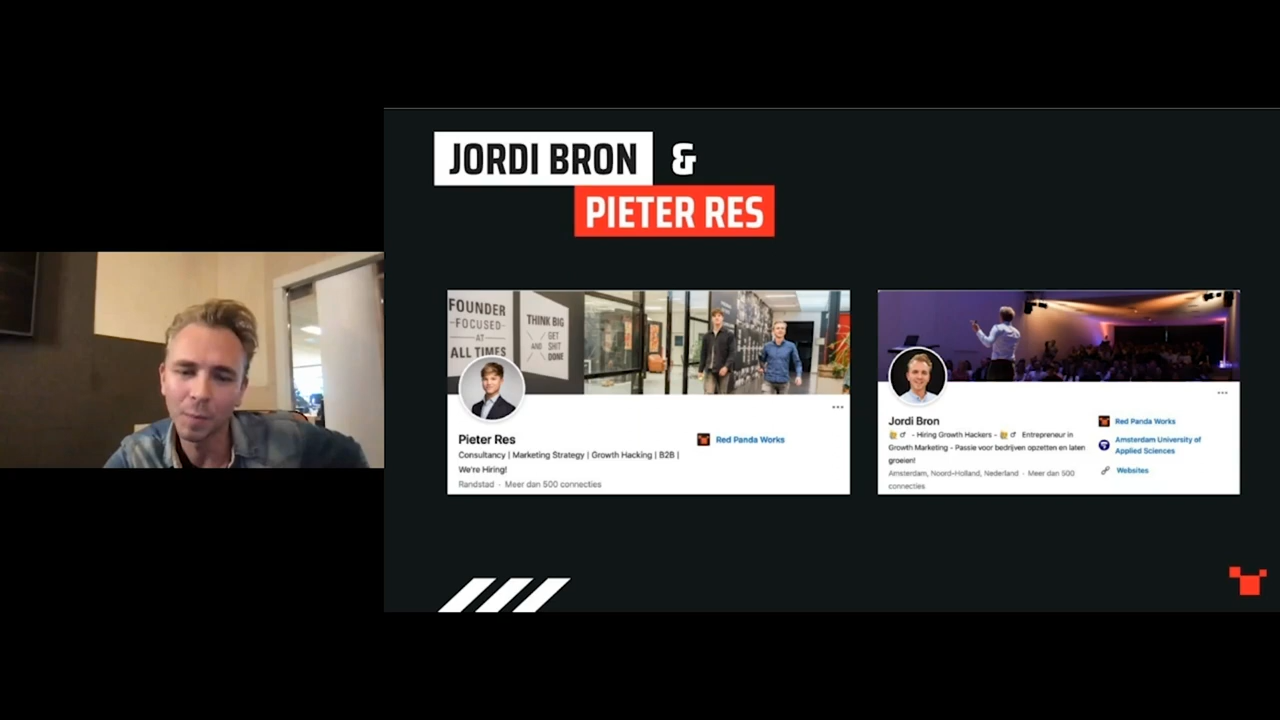 JORDI BRON &
PIETER RES
FOUNDER
-FOCUSED-
AT
ALL TIMES
THINK BIG
AND
GET
SHIT
DONE
Pieter Res
Consultancy | Marketing Strategy | Growth Hacking | B2B |
We're Hiring!
Randstad · Meer dan 500 connecties
Red Panda Works
Jordi Bron
- Hiring Growth Hackers - Entrepreneur in
Growth Marketing - Passie voor bedrijven opzetten en laten
groeien!
Amsterdam, Noord-Holland, Nederland · Meer dan 500
connecties
Red Panda Works
Amsterdam University of
Applied Sciences
Websites